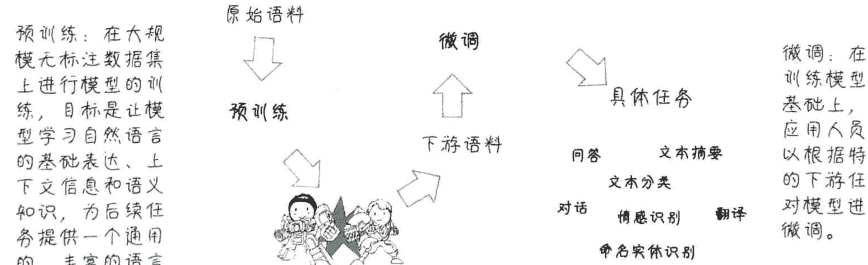 预训练：在大规
模无标注数据集
上进行模型的训
练，目标是让模
型学习自然语言
的基础表达、上
下文信息和语义
知识，为后续任
务提供一个通用
的、丰富的语言
原始语料
预训练
微调
下游语料
具体任务
问答 文本摘要
文本分类
对话 情感识别 翻译
命名实体识别
微调：在
训练模型
基础上，
应用人员
以根据特
的下游任
对模型进
微调。